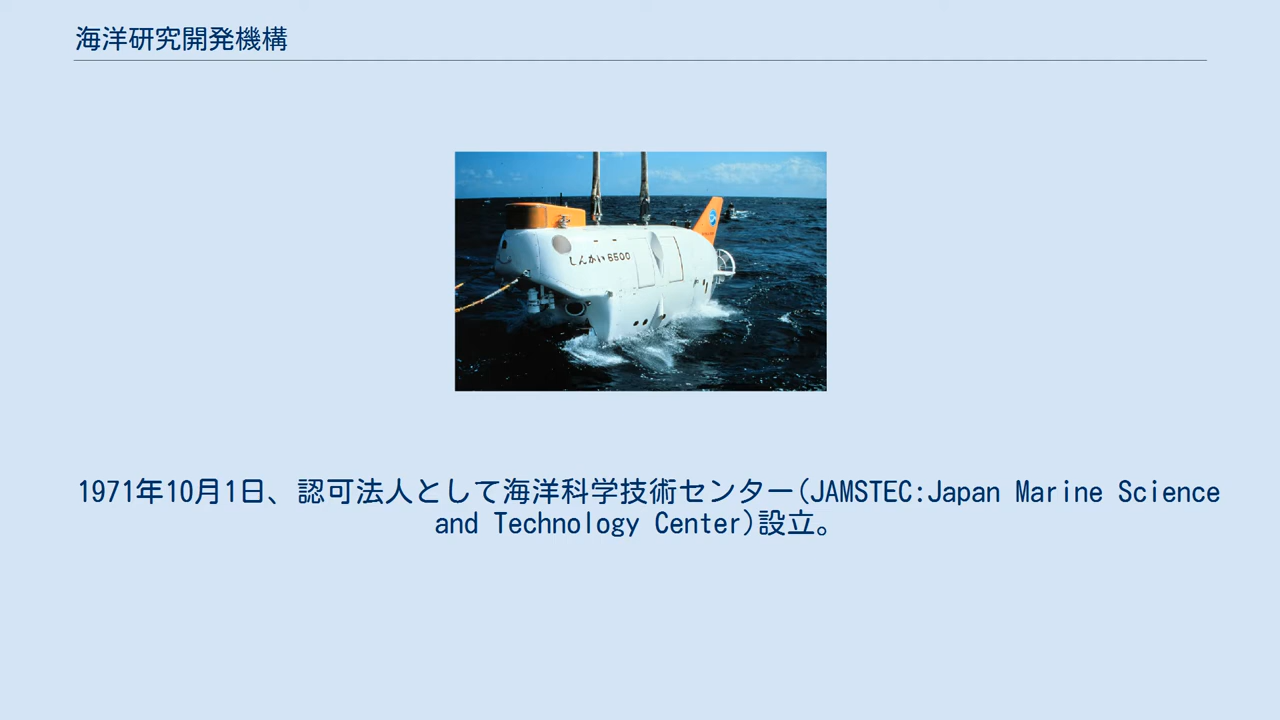 海洋研究開発機構
しんかい6500
1971年10月1日、認可法人として海洋科学技術センター(JAMSTEC:Japan Marine Science
and Technology Center)設立。